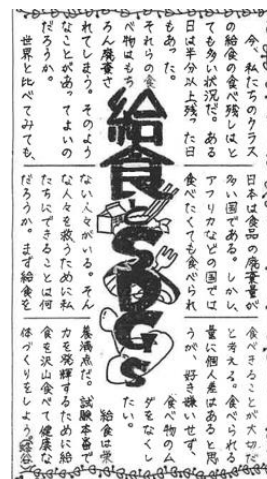 給食とSDGs
今、私たちのクラス
の給食の食べ残しはと
ても多い状況だ。ある
日は半分以上残った日
もあった。
それらの食
べ物はもち
ろん廃棄さ
れてしまう。そのよう
なことがあってよいの
だろうか。
世界と比べてみても、
日本は食品の廃棄量が
多い国である。しかし、
アフリカなどの国では
食べたくても食べられ
ない人々がいる。そん
な人々を救うために私
たちにできることは何
だろうか。まず給食を
食べきることが大切だ
と考える。食べられる
量に個人差はあると思
うが、好き嫌いせず、
食べ物のム
ダをなくし
たい。
給食は栄
養満点だ。試験本番で
力を発揮するために給
食を沢山食べて健康な
体づくりをしよう。